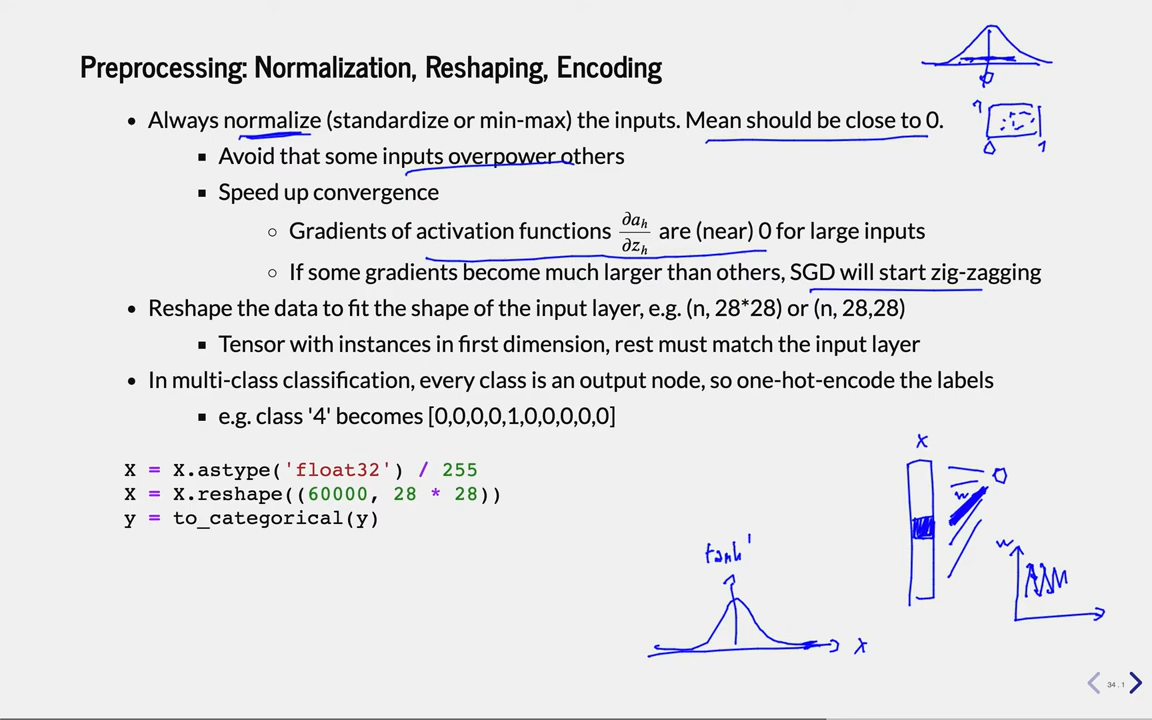 Preprocessing: Normalization, Reshaping, Encoding
0
• Always normalize (standardize or min-max) the inputs. Mean should be close to 0.
1
0 1
▪ Avoid that some inputs overpower others
▪ Speed up convergence
◦ Gradients of activation functions ∂aₕ/∂zₕ are (near) 0 for large inputs
◦ If some gradients become much larger than others, SGD will start zig-zagging
• Reshape the data to fit the shape of the input layer, e.g. (n, 28*28) or (n, 28,28)
▪ Tensor with instances in first dimension, rest must match the input layer
• In multi-class classification, every class is an output node, so one-hot-encode the labels
▪ e.g. class '4' becomes [0,0,0,0,1,0,0,0,0,0]
X = X.astype('float32') / 255
X = X.reshape((60000, 28 * 28))
y = to_categorical(y)
x
w
w
tanh'
x
34 . 1